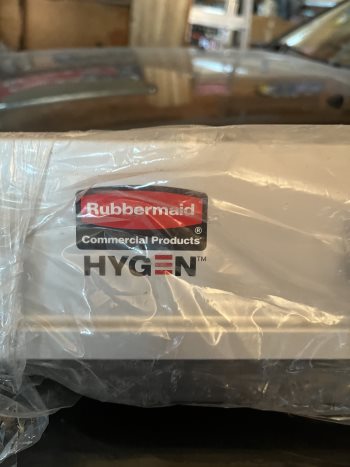 Rubbermaid®
Commercial Products
HYGEN™